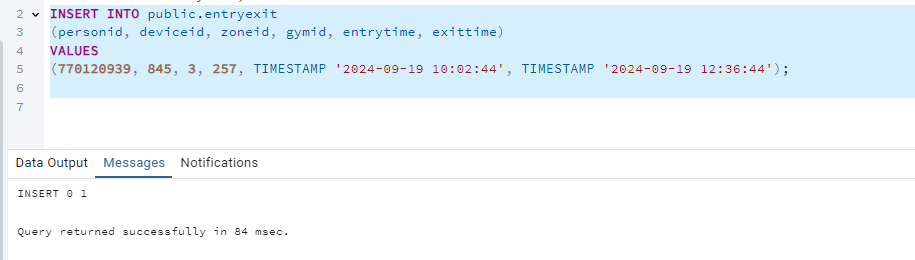 2 INSERT INTO public.entryexit
3 (personid, deviceid, zoneid, gymid, entrytime, exittime)
4 VALUES
5 (770120939, 845, 3, 257, TIMESTAMP '2024-09-19 10:02:44', TIMESTAMP '2024-09-19 12:36:44');
6
7
Data Output Messages Notifications
INSERT 0 1
Query returned successfully in 84 msec.